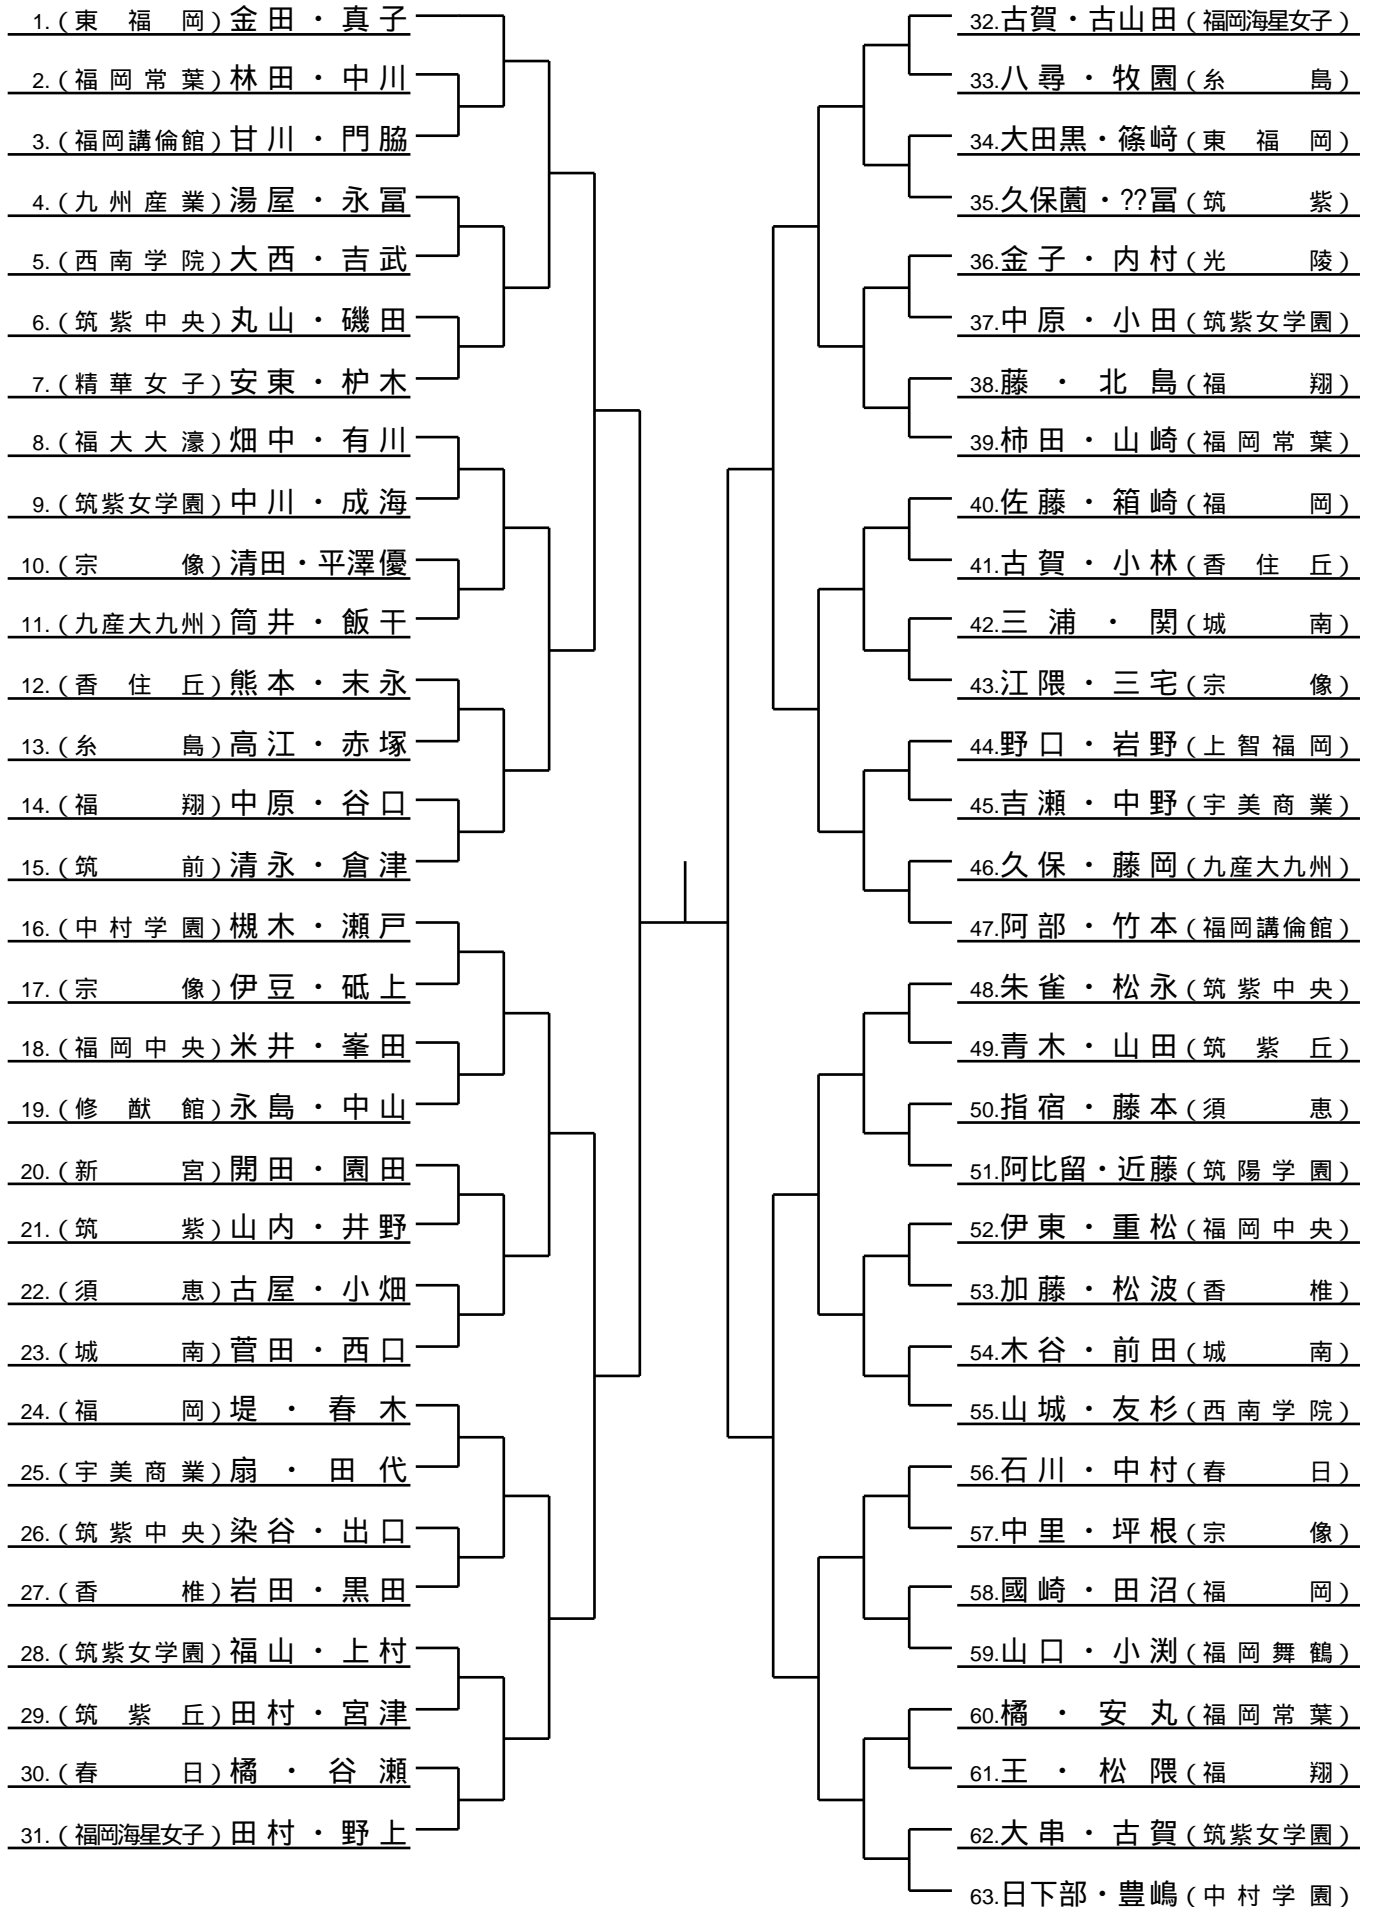 1.(東福岡)金田・真子
2.(福岡常葉)林田・中川
3.(福岡講倫館)甘川・門脇
4.(九州産業)湯屋・永冨
5.(西南学院)大西・吉武
6.(筑紫中央)丸山・磯田
7.(精華女子)安東・枦木
8.(福大大濠)畑中・有川
9.(筑紫女学園)中川・成海
10.(宗像)清田・平澤優
11.(九産大九州)筒井・飯干
12.(香住丘)熊本・末永
13.(糸島)高江・赤塚
14.(福翔)中原・谷口
15.(筑前)清永・倉津
16.(中村学園)槻木・瀬戸
17.(宗像)伊豆・砥上
18.(福岡中央)米井・峯田
19.(修猷館)永島・中山
20.(新宮)開田・園田
21.(筑紫)山内・井野
22.(須恵)古屋・小畑
23.(城南)菅田・西口
24.(福岡)堤・春木
25.(宇美商業)扇・田代
26.(筑紫中央)染谷・出口
27.(香椎)岩田・黒田
28.(筑紫女学園)福山・上村
29.(筑紫丘)田村・宮津
30.(春日)橘・谷瀬
31.(福岡海星女子)田村・野上
32.古賀・古山田(福岡海星女子)
33.八尋・牧園(糸島)
34.大田黒・篠﨑(東福岡)
35.久保薗・??冨(筑紫)
36.金子・内村(光陵)
37.中原・小田(筑紫女学園)
38.藤・北島(福翔)
39.柿田・山崎(福岡常葉)
40.佐藤・箱崎(福岡)
41.古賀・小林(香住丘)
42.三浦・関(城南)
43.江隈・三宅(宗像)
44.野口・岩野(上智福岡)
45.吉瀬・中野(宇美商業)
46.久保・藤岡(九産大九州)
47.阿部・竹本(福岡講倫館)
48.朱雀・松永(筑紫中央)
49.青木・山田(筑紫丘)
50.指宿・藤本(須恵)
51.阿比留・近藤(筑陽学園)
52.伊東・重松(福岡中央)
53.加藤・松波(香椎)
54.木谷・前田(城南)
55.山城・友杉(西南学院)
56.石川・中村(春日)
57.中里・坪根(宗像)
58.國崎・田沼(福岡)
59.山口・小渕(福岡舞鶴)
60.橘・安丸(福岡常葉)
61.王・松隈(福翔)
62.大串・古賀(筑紫女学園)
63.日下部・豊嶋(中村学園)